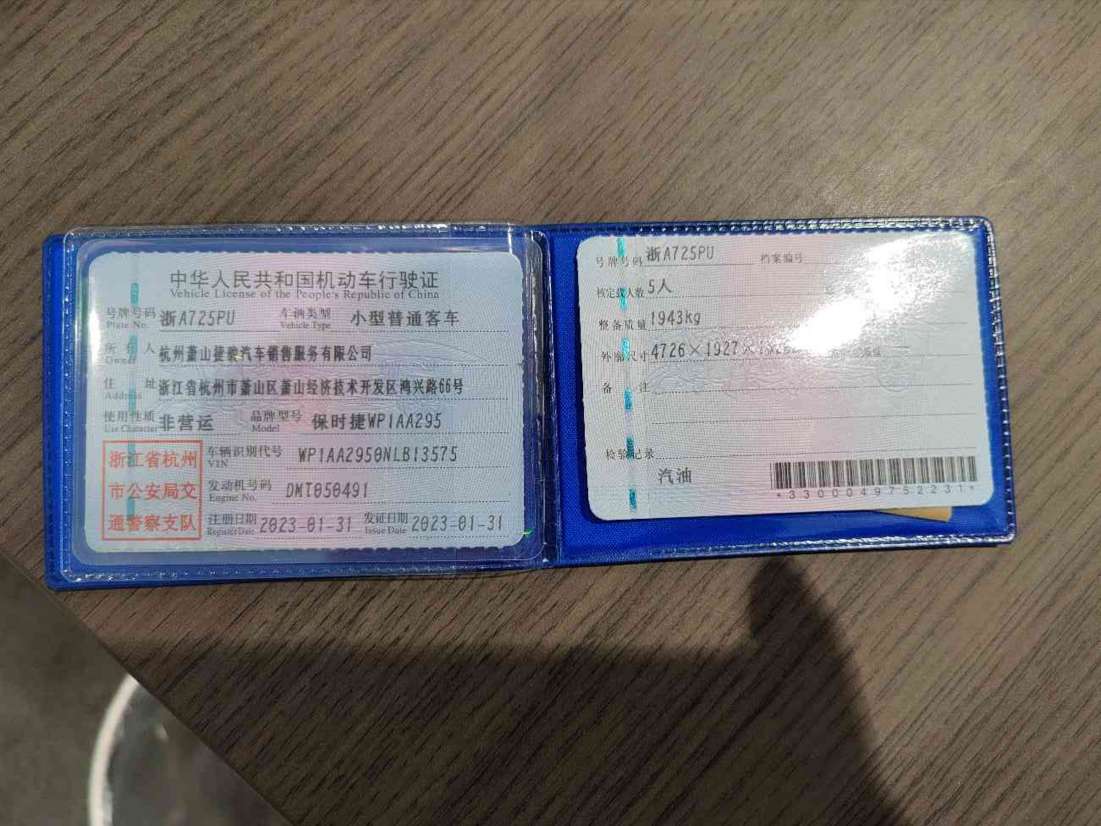 中华人民共和国机动车行驶证
Vehicle License of the People's Republic of China
号牌号码 浙A725PU 车辆类型 小型普通客车
Plate No. Vehicle Type
所有人 杭州萧山捷荣汽车销售服务有限公司
Owner
住址 浙江省杭州市萧山区萧山经济技术开发区鸿兴路66号
Address
使用性质 非营运 品牌型号 保时捷WP1AA295
Use Character Model
浙江省杭州
市公安局交
通警察支队
车辆识别代号 WP1AA2950NLB13575
VIN
发动机号码 DMT050491
Engine No.
注册日期 2023-01-31 发证日期 2023-01-31
Register Date Issue Date
号牌号码 浙A725PU 档案编号
核定载人数 5人
整备质量 1943kg
外廓尺寸 4726×1927×
备注
检验记录
汽油
*3300049752231*